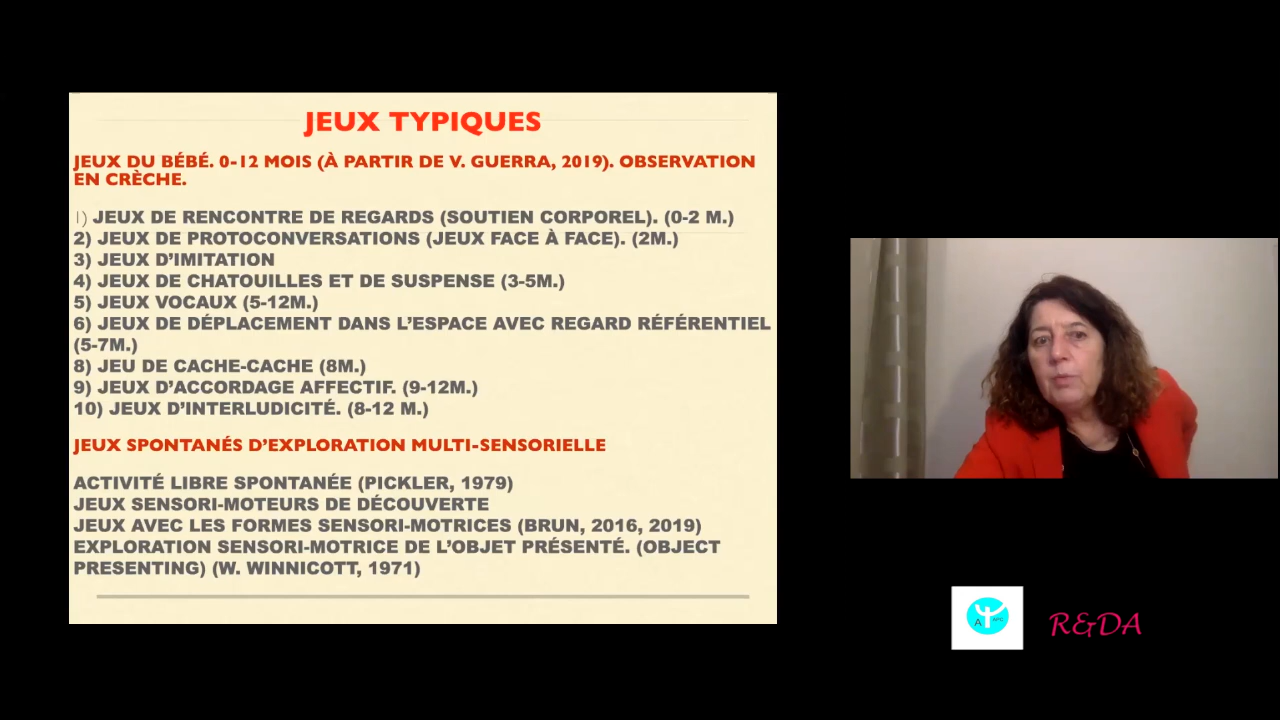 JEUX TYPIQUES
JEUX DU BÉBÉ. 0-12 MOIS (À PARTIR DE V. GUERRA, 2019). OBSERVATION
EN CRÈCHE.
1) JEUX DE RENCONTRE DE REGARDS (SOUTIEN CORPOREL). (0-2 M.)
2) JEUX DE PROTOCONVERSATIONS (JEUX FACE À FACE). (2M.)
3) JEUX D'IMITATION
4) JEUX DE CHATOUILLES ET DE SUSPENSE (3-5M.)
5) JEUX VOCAUX (5-12M.)
6) JEUX DE DÉPLACEMENT DANS L'ESPACE AVEC REGARD RÉFÉRENTIEL
(5-7M.)
8) JEU DE CACHE-CACHE (8M.)
9) JEUX D'ACCORDAGE AFFECTIF. (9-12M.)
10) JEUX D'INTERLUDICITÉ. (8-12 M.)
JEUX SPONTANÉS D'EXPLORATION MULTI-SENSORIELLE
ACTIVITÉ LIBRE SPONTANÉE (PICKLER, 1979)
JEUX SENSORI-MOTEURS DE DÉCOUVERTE
JEUX AVEC LES FORMES SENSORI-MOTRICES (BRUN, 2016, 2019)
EXPLORATION SENSORI-MOTRICE DE L'OBJET PRÉSENTÉ. (OBJECT
PRESENTING) (W. WINNICOTT, 1971)
R&DA